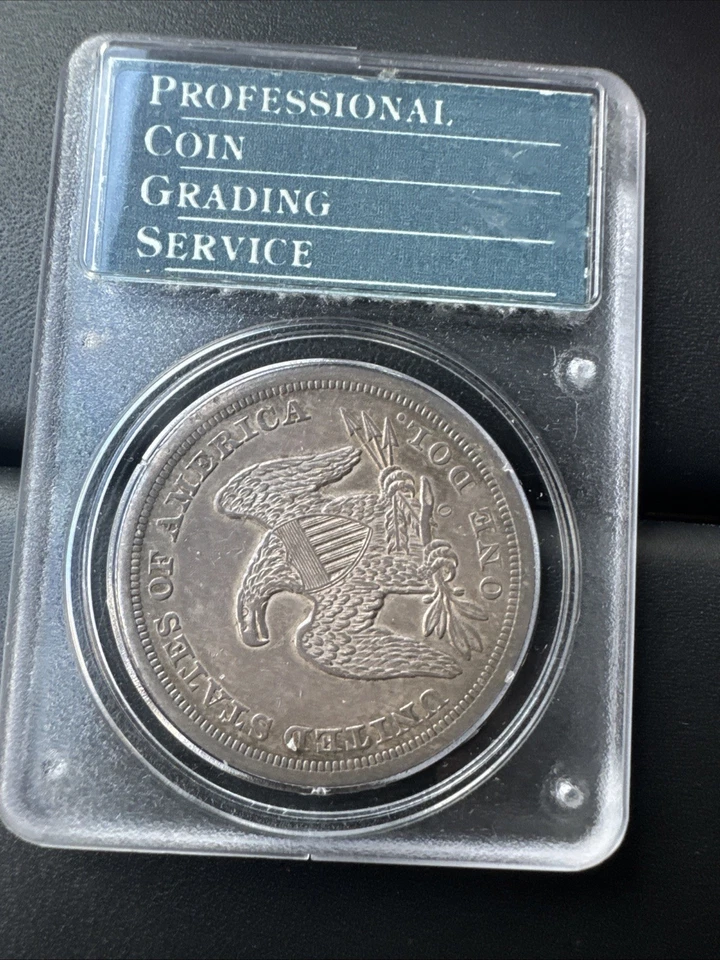 PROFESSIONAL
COIN
GRADING
SERVICE
UNITED STATES OF AMERICA
O
ONE DOL.